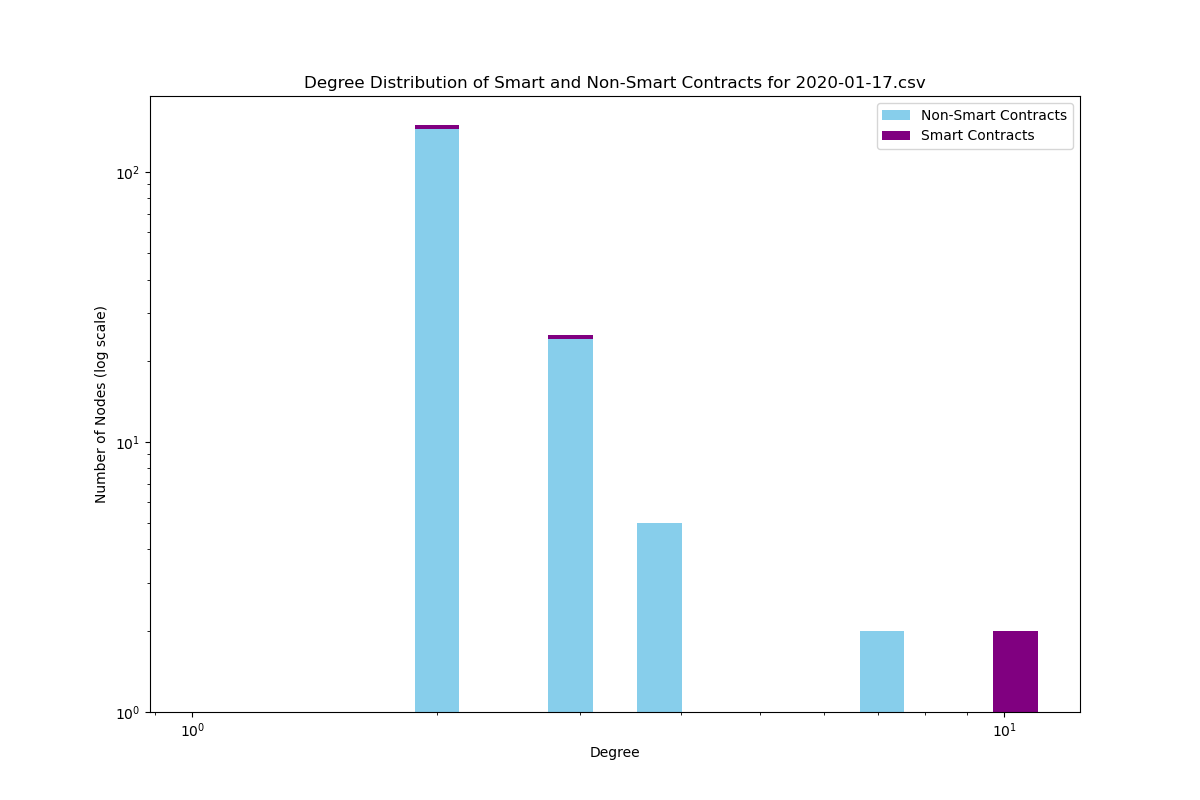 Degree Distribution of Smart and Non-Smart Contracts for 2020-01-17.csv
Non-Smart Contracts
Smart Contracts
10²
10¹
10⁰
Number of Nodes (log scale)
10⁰ 10¹
Degree